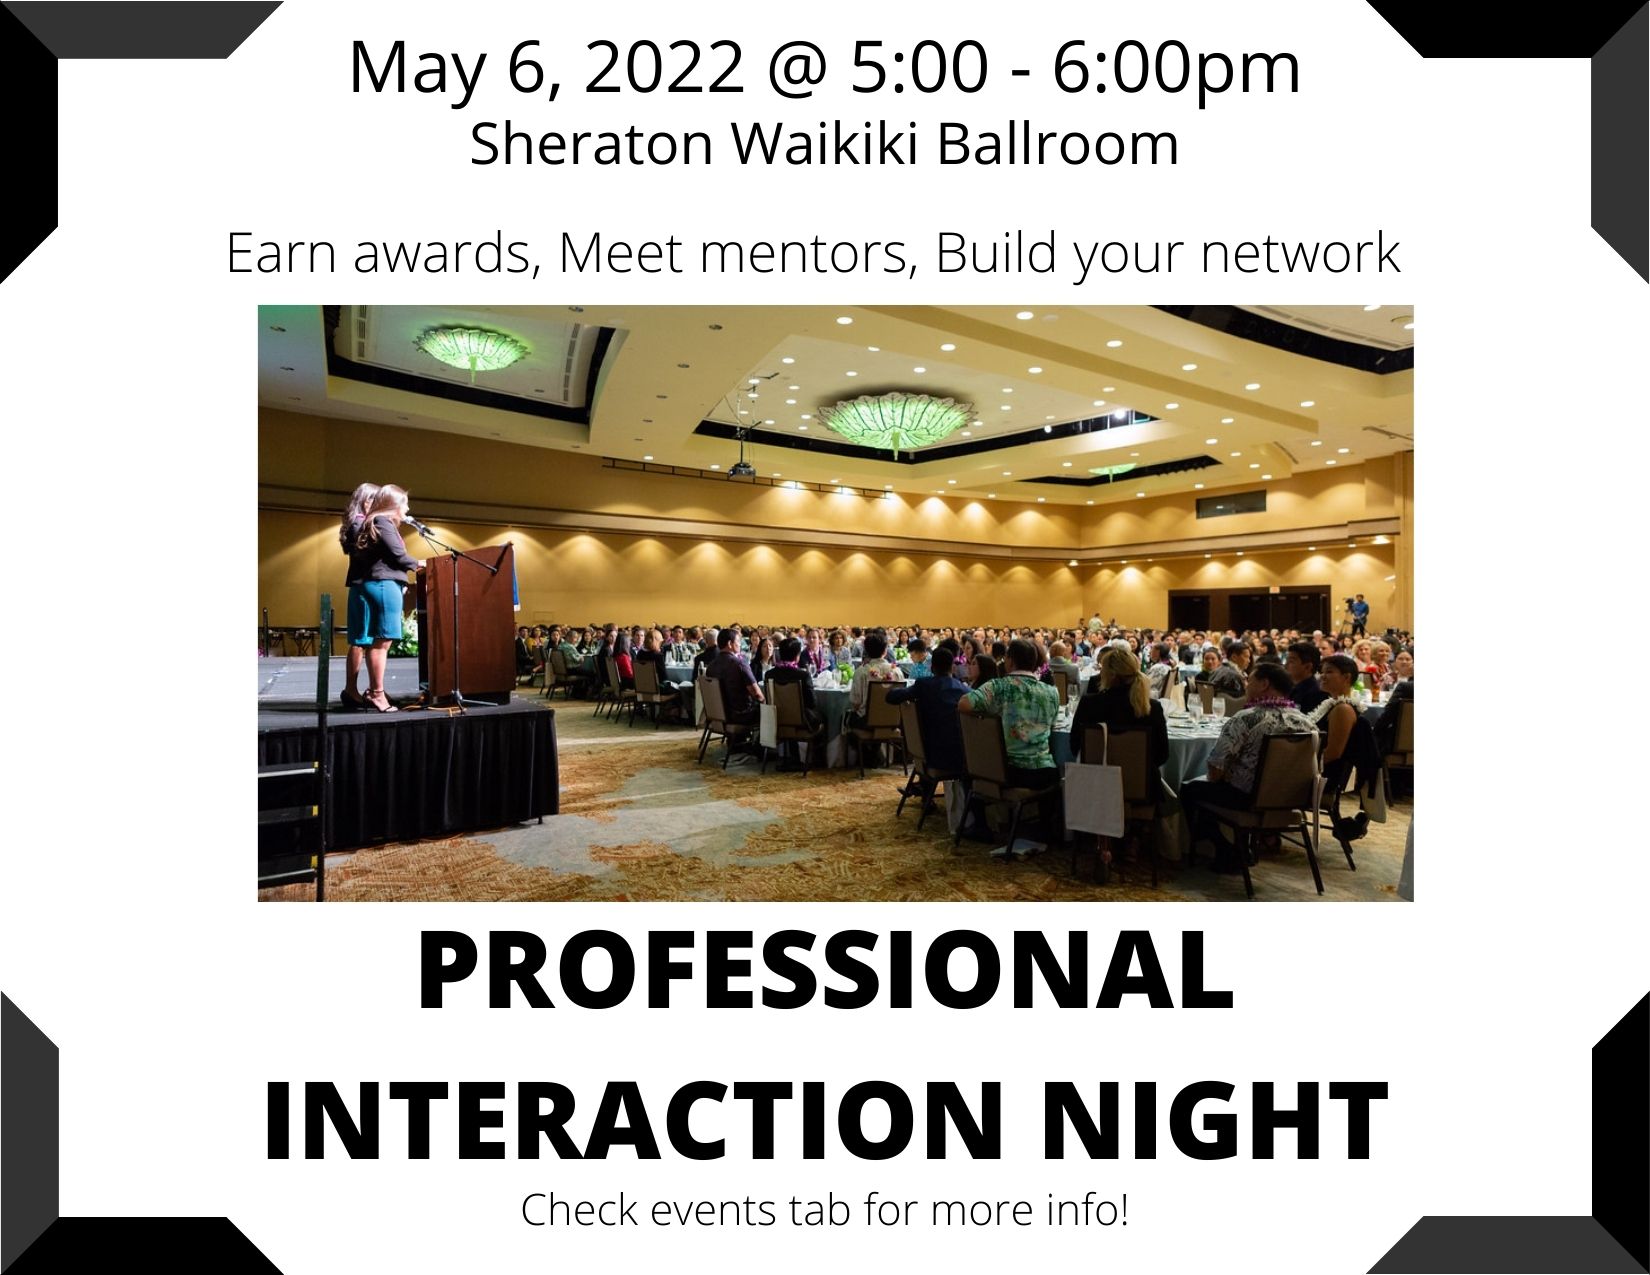 May 6, 2022 @ 5:00 - 6:00pm
Sheraton Waikiki Ballroom
Earn awards, Meet mentors, Build your network
PROFESSIONAL
INTERACTION NIGHT
Check events tab for more info!